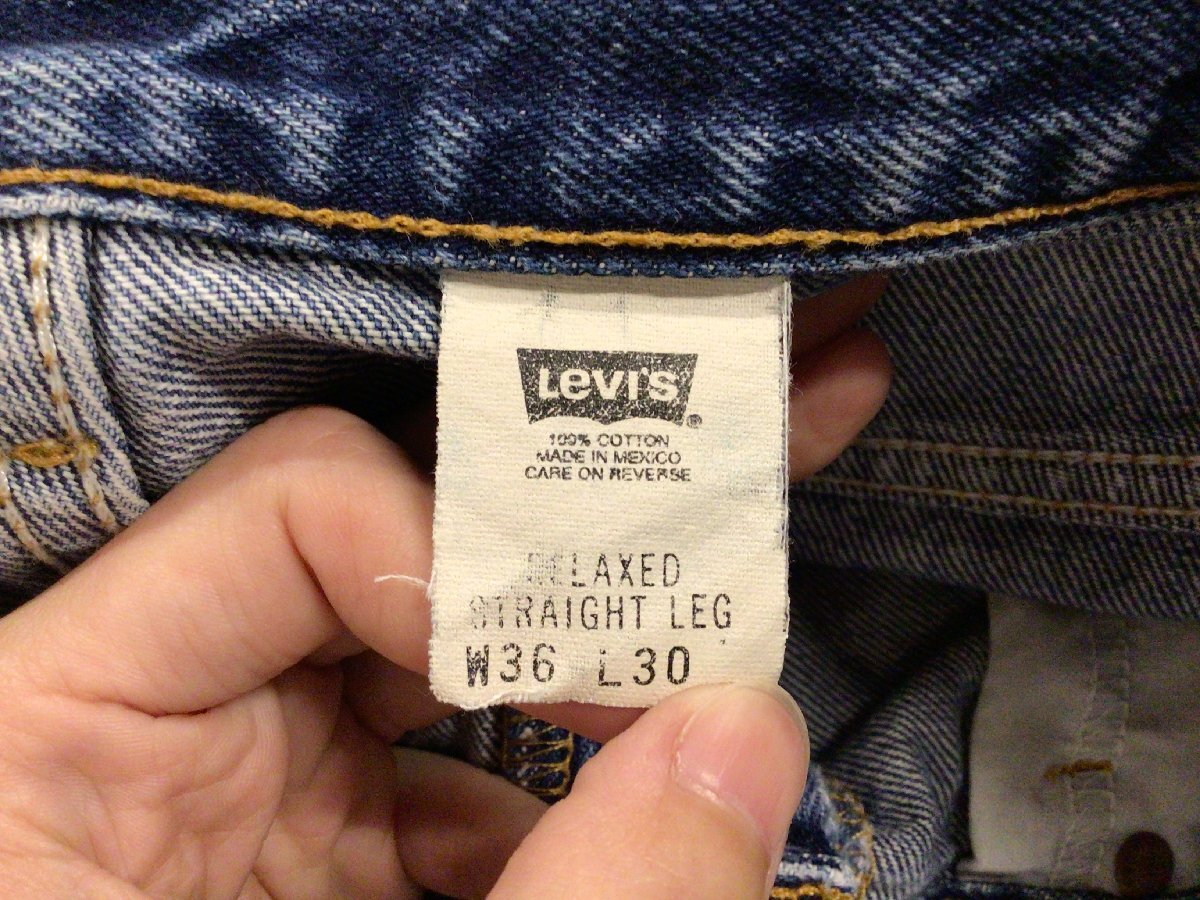 Levi's ®
100% COTTON
MADE IN MEXICO
CARE ON REVERSE
RELAXED
STRAIGHT LEG
W36 L30